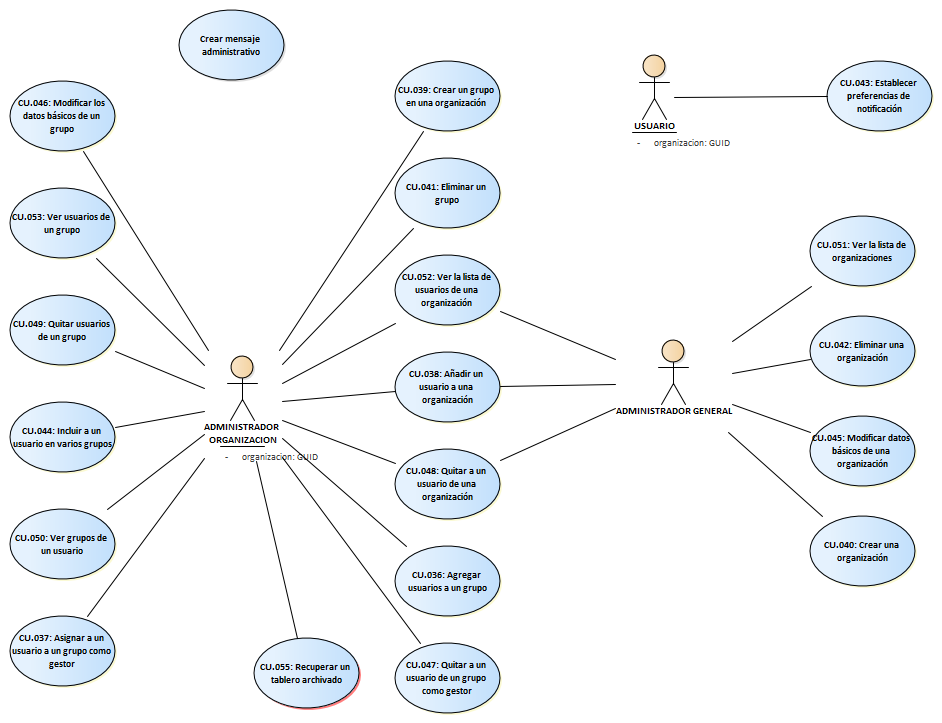 Crear mensaje
administrativo
CU.046: Modificar los
datos básicos de un
grupo
CU.039: Crear un grupo
en una organización
USUARIO
- organizacion: GUID
CU.043: Establecer
preferencias de
notificación
CU.053: Ver usuarios de
un grupo
CU.041: Eliminar un
grupo
CU.051: Ver la lista de
organizaciones
CU.049: Quitar usuarios
de un grupo
CU.052: Ver la lista de
usuarios de una
organización
CU.042: Eliminar una
organización
ADMINISTRADOR
ORGANIZACION
- organizacion: GUID
CU.038: Añadir un
usuario a una
organización
ADMINISTRADOR GENERAL
CU.044: Incluir a un
usuario en varios grupos
CU.045: Modificar datos
básicos de una
organización
CU.048: Quitar a un
usuario de una
organización
CU.050: Ver grupos de
un usuario
CU.040: Crear una
organización
CU.036: Agregar
usuarios a un grupo
CU.037: Asignar a un
usuario a un grupo como
gestor
CU.055: Recuperar un
tablero archivado
CU.047: Quitar a un
usuario de un grupo
como gestor